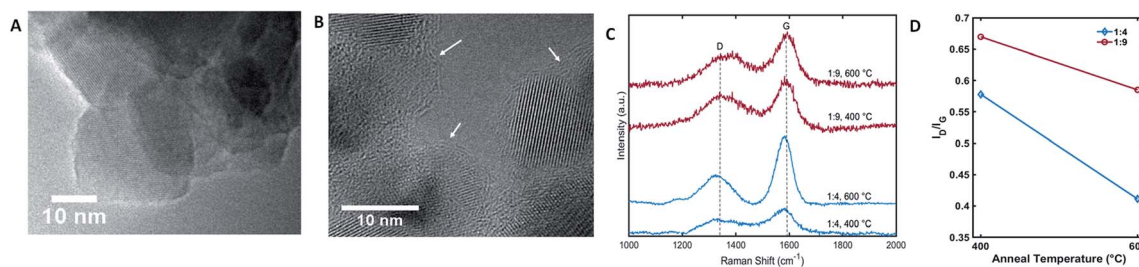 A
10 nm
B
10 nm
C
D
G
1:9, 600 °C
1:9, 400 °C
1:4, 600 °C
1:4, 400 °C
Intensity (a.u.)
1000 1200 1400 1600 1800 2000
Raman Shift (cm-1)
D
1:4
1:9
0.7
0.65
0.6
0.55
0.5
0.45
0.4
0.35
ID/IG
400
Anneal Temperature (°C)